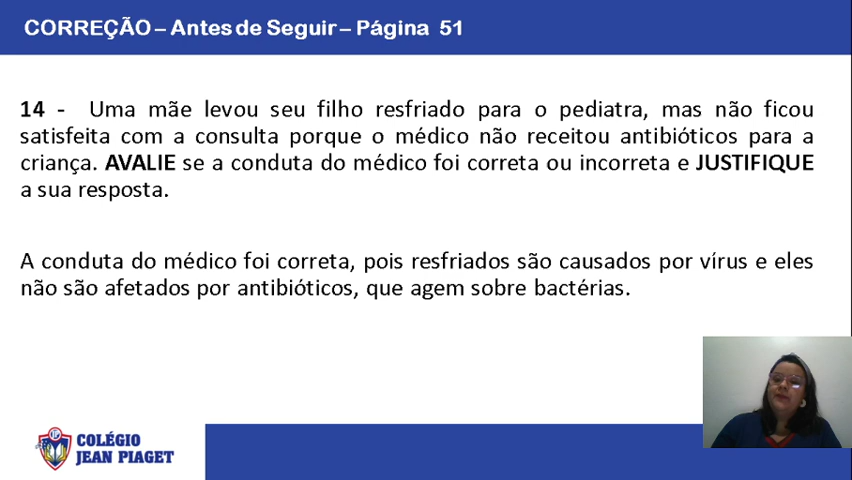 CORREÇÃO – Antes de Seguir – Página 51
14 - Uma mãe levou seu filho resfriado para o pediatra, mas não ficou
satisfeita com a consulta porque o médico não receitou antibióticos para a
criança. AVALIE se a conduta do médico foi correta ou incorreta e JUSTIFIQUE
a sua resposta.
A conduta do médico foi correta, pois resfriados são causados por vírus e eles
não são afetados por antibióticos, que agem sobre bactérias.
COLÉGIO
JEAN PIAGET